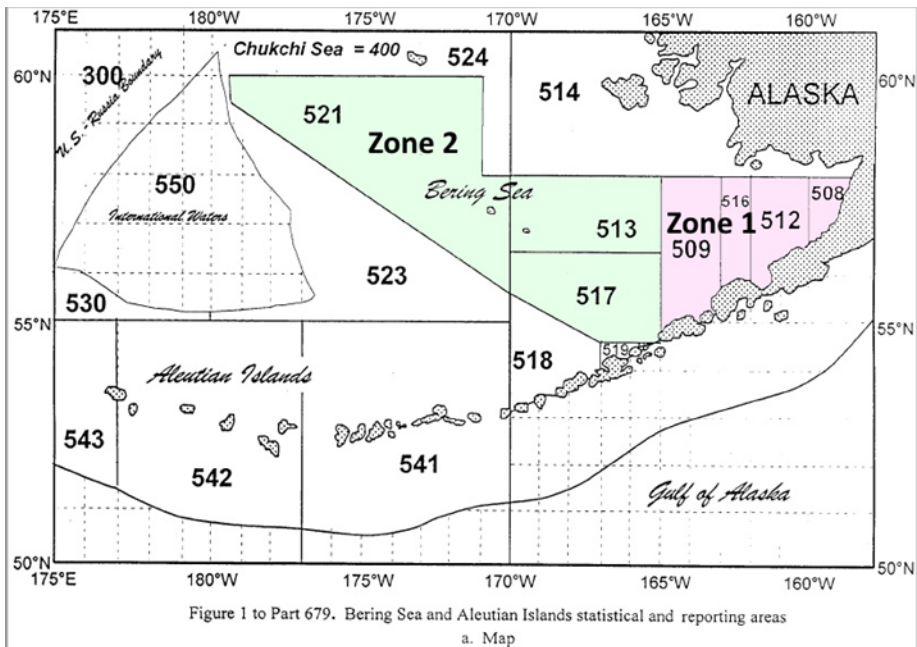 175°E 180°W 175°W 170°W 165°W 160°W
Chukchi Sea = 400
524
300
60°N
60°N
U.S. - Russia Boundary
514
ALASKA
521
Zone 2
550
Bering Sea
516
508
International Waters
513
Zone 1
512
509
523
517
530
55°N
55°N
519
518
Aleutian Islands
543
542
541
Gulf of Alaska
50°N
50°N
175°E 180°W 175°W 170°W 165°W 160°W
Figure 1 to Part 679. Bering Sea and Aleutian Islands statistical and reporting areas
a. Map